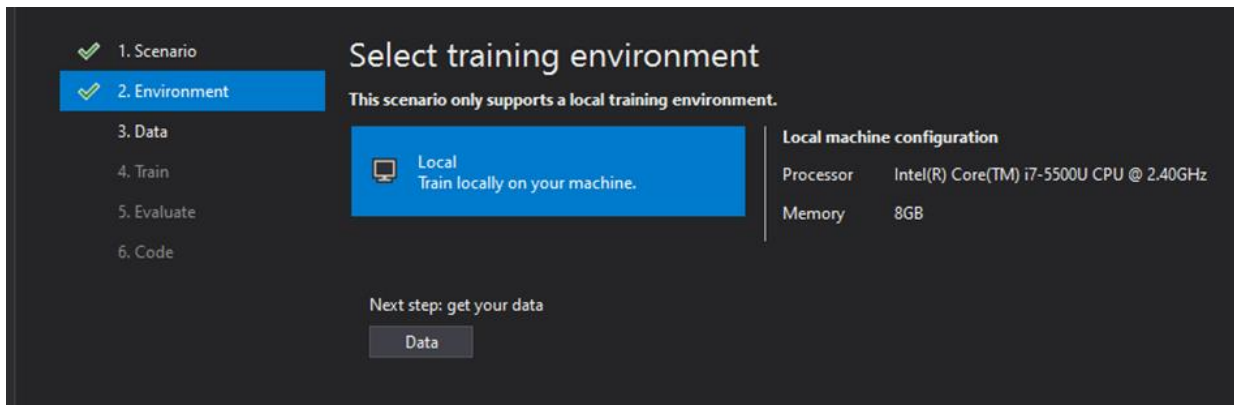 1. Scenario
2. Environment
3. Data
4. Train
5. Evaluate
6. Code
Select training environment
This scenario only supports a local training environment.
Local
Train locally on your machine.
Local machine configuration
Processor Intel(R) Core(TM) i7-5500U CPU @ 2.40GHz
Memory 8GB
Next step: get your data
Data